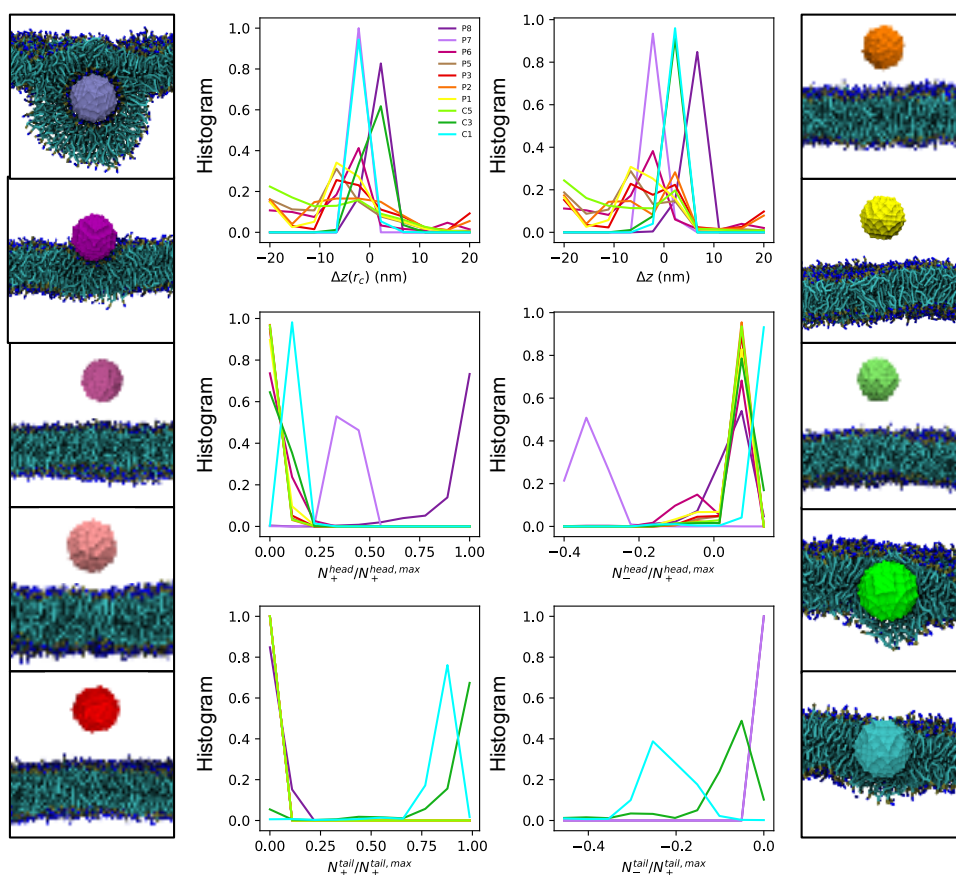 Histogram
1.0
0.8
0.6
0.4
0.2
0.0
−20 −10 0 10 20
Δz(r_c) (nm)
P8
P7
P6
P5
P3
P2
P1
C5
C3
C1
Histogram
1.0
0.8
0.6
0.4
0.2
0.0
−20 −10 0 10 20
Δz (nm)
Histogram
1.0
0.8
0.6
0.4
0.2
0.0
0.00 0.25 0.50 0.75 1.00
N_+^{head}/N_+^{head, max}
Histogram
1.0
0.8
0.6
0.4
0.2
0.0
−0.4 −0.2 0.0
N_−^{head}/N_+^{head, max}
Histogram
1.0
0.8
0.6
0.4
0.2
0.0
0.00 0.25 0.50 0.75 1.00
N_+^{tail}/N_+^{tail, max}
Histogram
1.0
0.8
0.6
0.4
0.2
0.0
−0.4 −0.2 0.0
N_−^{tail}/N_+^{tail, max}